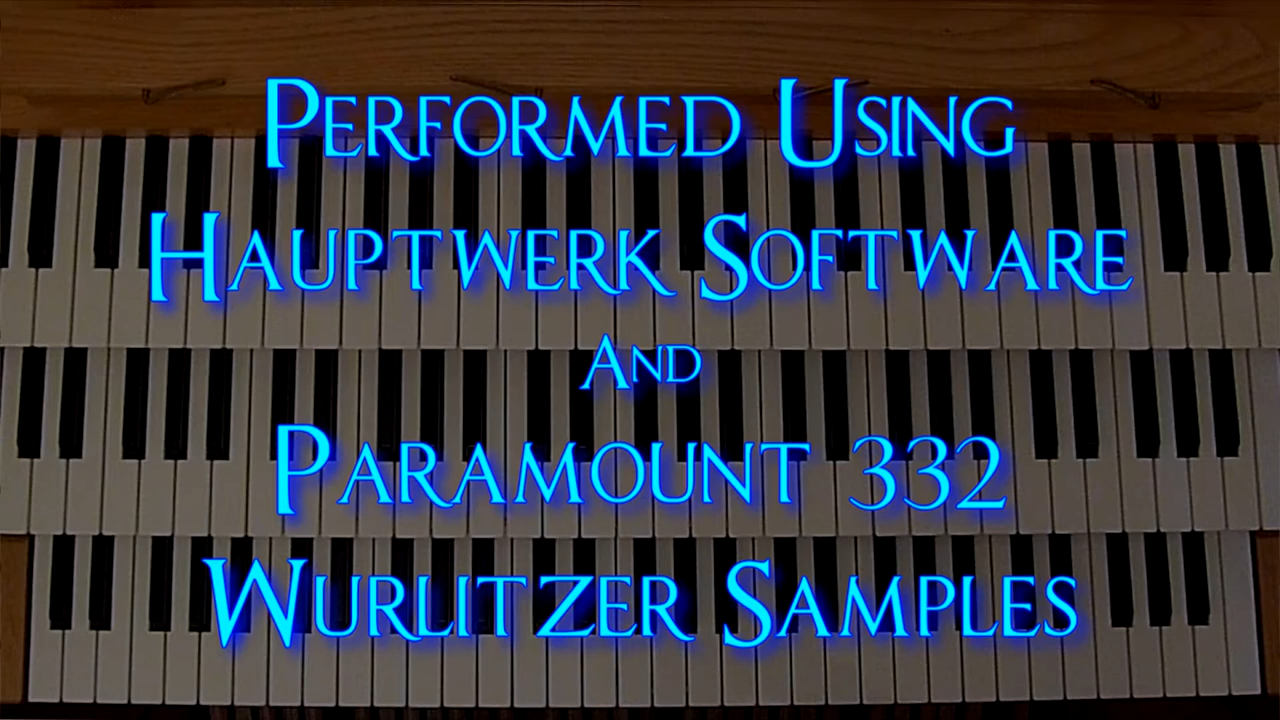 Performed Using
Hauptwerk Software
And
Paramount 332
Wurlitzer Samples